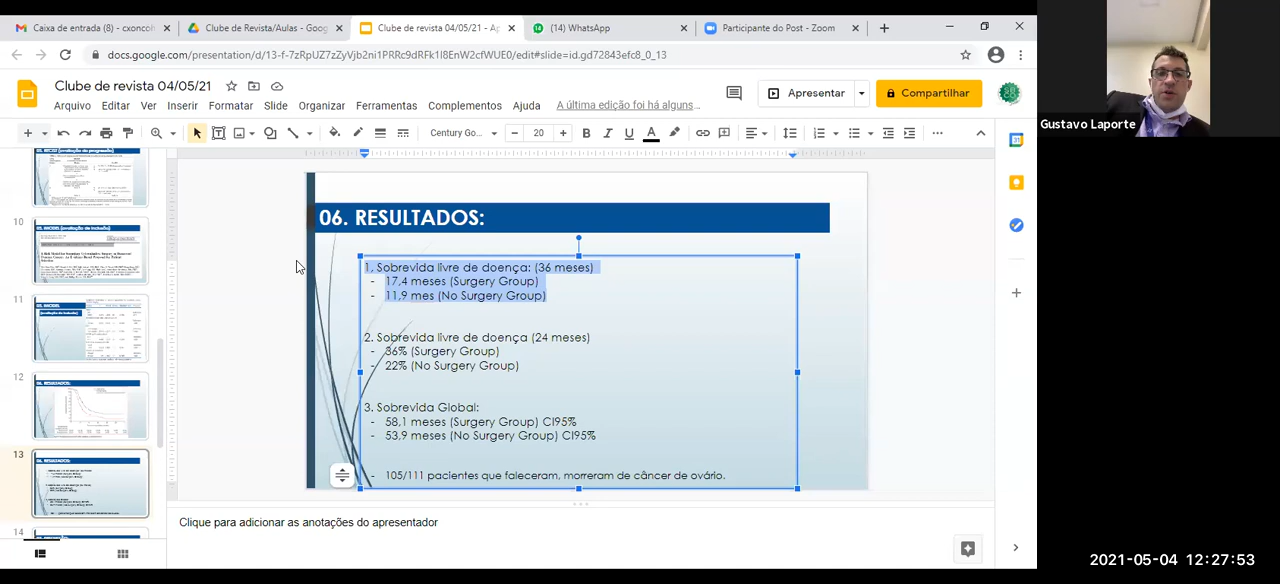 Caixa de entrada (8) - cxoncol
Clube de Revista/Aulas - Goog
Clube de revista 04/05/21 - Ap
(14) WhatsApp
Participante do Post - Zoom
docs.google.com/presentation/d/13-f-7zRpUZ7zZyVjb2ni1PRRc9dRFk1l8EnW2cfWUE0/edit#slide=id.gd72843efc8_0_13
Clube de revista 04/05/21
Apresentar
Compartilhar
Arquivo Editar Ver Inserir Formatar Slide Organizar Ferramentas Complementos Ajuda A última edição foi há alguns...
Century Go...
20
B I U A
Gustavo Laporte
10
11
12
13
14
06. RESULTADOS:
1. Sobrevida livre de doença: (36 meses)
- 17,4 meses (Surgery Group)
- 11,9 mes (No Surgery Group)
2. Sobrevida livre de doença (24 meses)
- 36% (Surgery Group)
- 22% (No Surgery Group)
3. Sobrevida Global:
- 58,1 meses (Surgery Group) CI95%
- 53,9 meses (No Surgery Group) CI95%
- 105/111 pacientes que faleceram, morreram de câncer de ovário.
Clique para adicionar as anotações do apresentador
2021-05-04 12:27:53